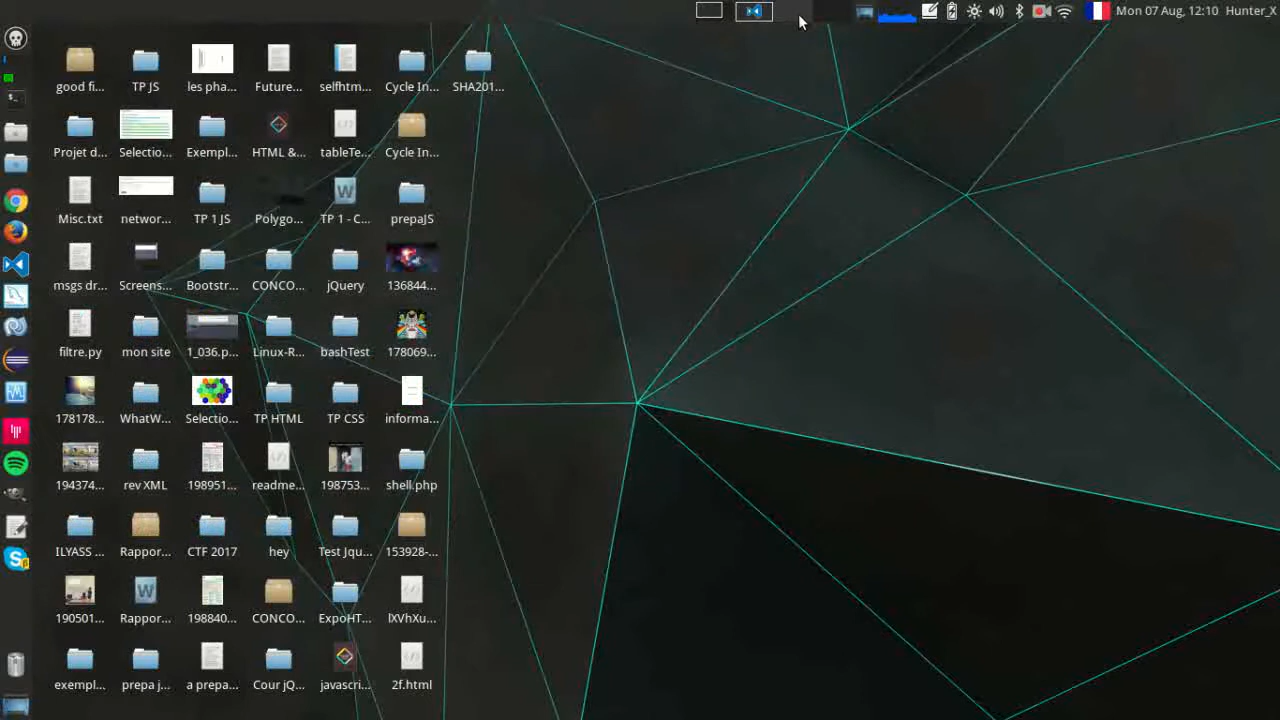 Mon 07 Aug, 12:10 Hunter_X
good fi... TP JS les pha... Future... selfhtm... Cycle In... SHA201...
Projet d... Selectio... Exempl... HTML &... tableTe... Cycle In...
Misc.txt networ... TP 1 JS Polygo... TP 1 - C... prepaJS
msgs dr... Screens... Bootstr... CONCO... jQuery 136844...
filtre.py mon site 1_036.p... Linux-R... bashTest 178069...
178178... WhatW... Selectio... TP HTML TP CSS informa...
194374... rev XML 198951... readme... 198753... shell.php
ILYASS ... Rappor... CTF 2017 hey Test Jqu... 153928-...
190501... Rappor... 198840... CONCO... ExpoHT... lXVhXu...
exempl... prepa j... a prepa... Cour jQ... javascri... 2f.html